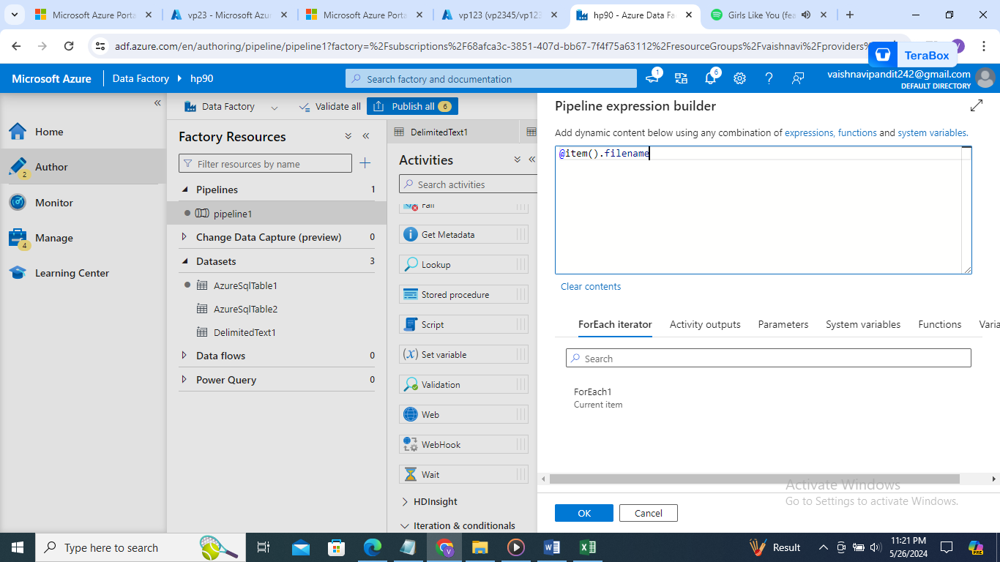 Microsoft Azure Porta
vp23 - Microsoft Azu
Microsoft Azure Porta
vp123 (vp2345/vp123
hp90 - Azure Data Fa
Girls Like You (fea
adf.azure.com/en/authoring/pipeline/pipeline1?factory=%2Fsubscriptions%2F68afca3c-3851-407d-bb67-7f4f75a63112%2FresourceGroups%2Fvaishnavi%2Fproviders%
TeraBox
Microsoft Azure
Data Factory
hp90
Search factory and documentation
1
6
vaishnavipandit242@gmail.com
DEFAULT DIRECTORY
Home
Author
2
Monitor
Manage
4
Learning Center
Data Factory
Validate all
Publish all
6
Factory Resources
Filter resources by name
Pipelines 1
pipeline1
Change Data Capture (preview) 0
Datasets 3
AzureSqlTable1
AzureSqlTable2
DelimitedText1
Data flows 0
Power Query 0
DelimitedText1
Activities
Search activities
Fail
Get Metadata
Lookup
Stored procedure
Script
Set variable
Validation
Web
WebHook
Wait
HDInsight
Iteration & conditionals
Pipeline expression builder
Add dynamic content below using any combination of expressions, functions and system variables.
@item().filename
Clear contents
ForEach iterator
Activity outputs
Parameters
System variables
Functions
Varia
Search
ForEach1
Current item
Activate Windows
Go to Settings to activate Windows.
OK
Cancel
Type here to search
Result
11:21 PM
5/26/2024
PRE